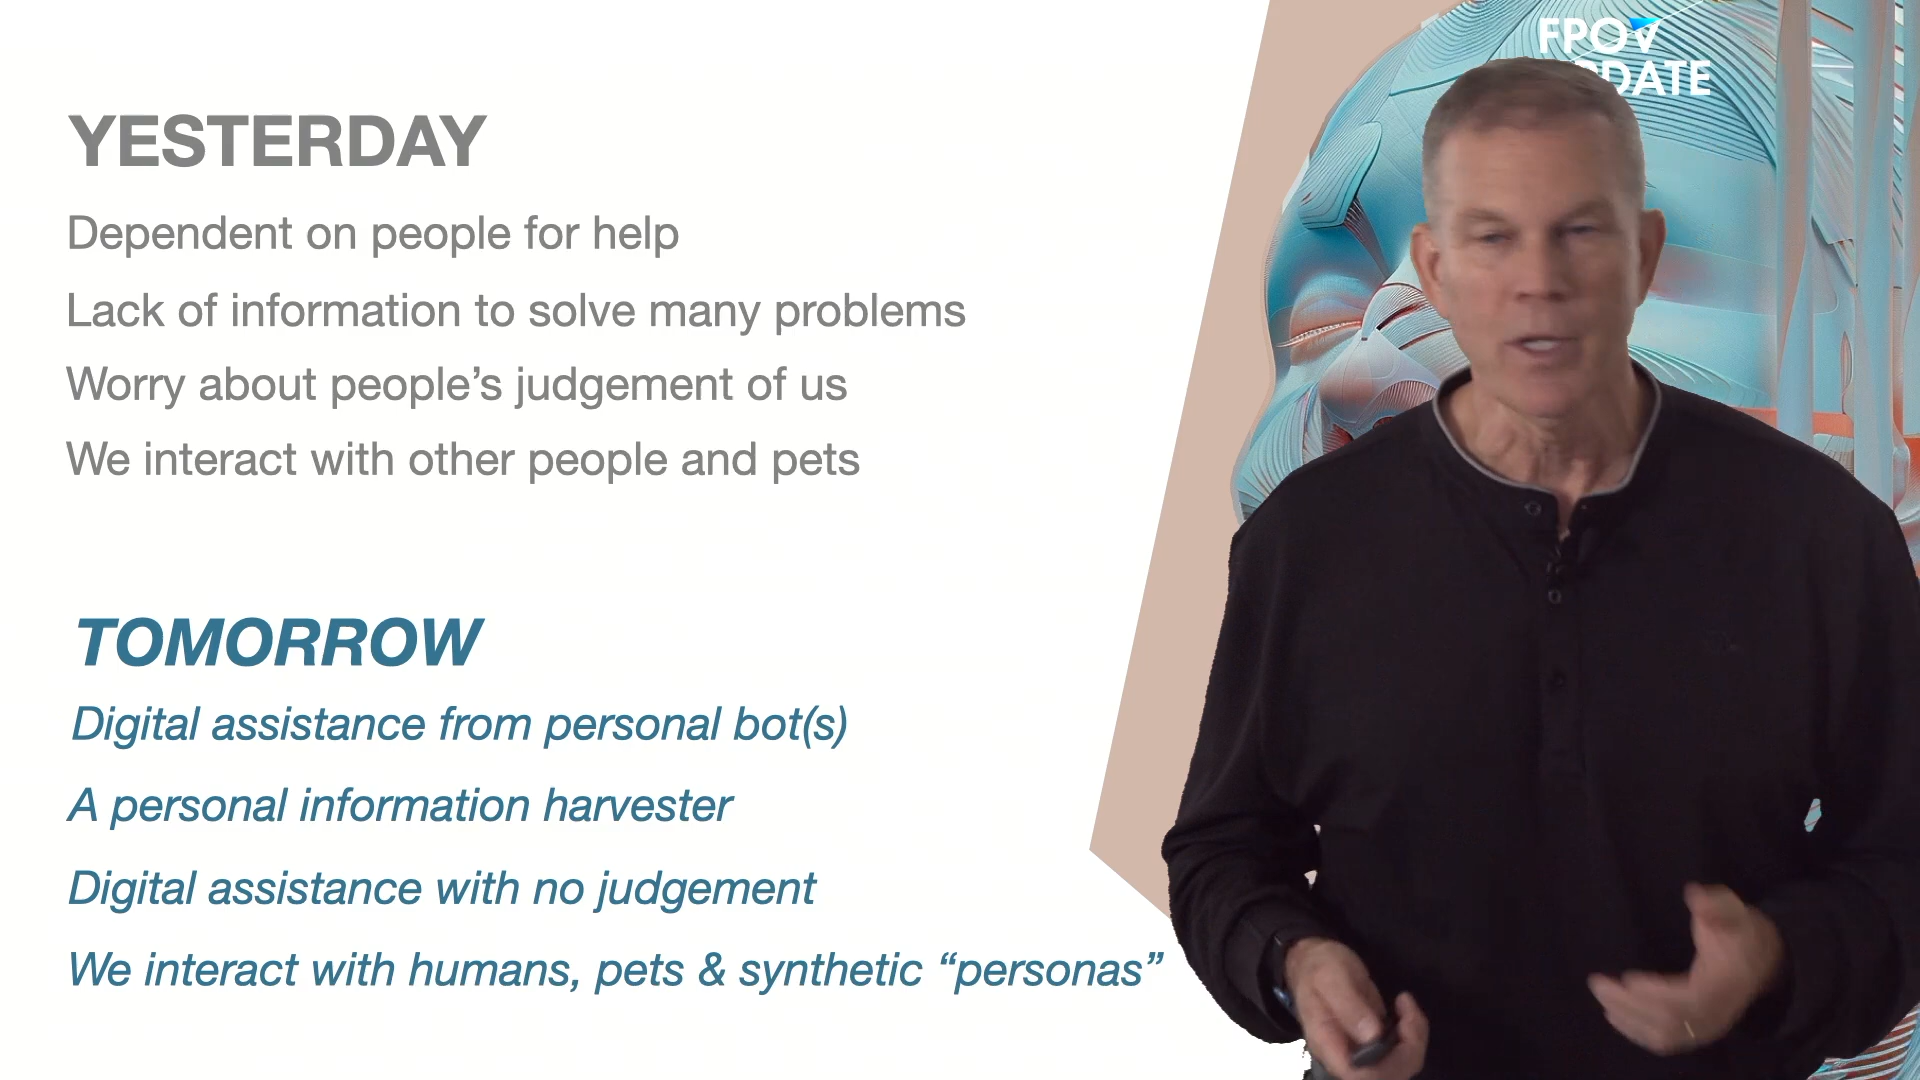 YESTERDAY
Dependent on people for help
Lack of information to solve many problems
Worry about people’s judgement of us
We interact with other people and pets
TOMORROW
Digital assistance from personal bot(s)
A personal information harvester
Digital assistance with no judgement
We interact with humans, pets & synthetic “personas”
FPOV